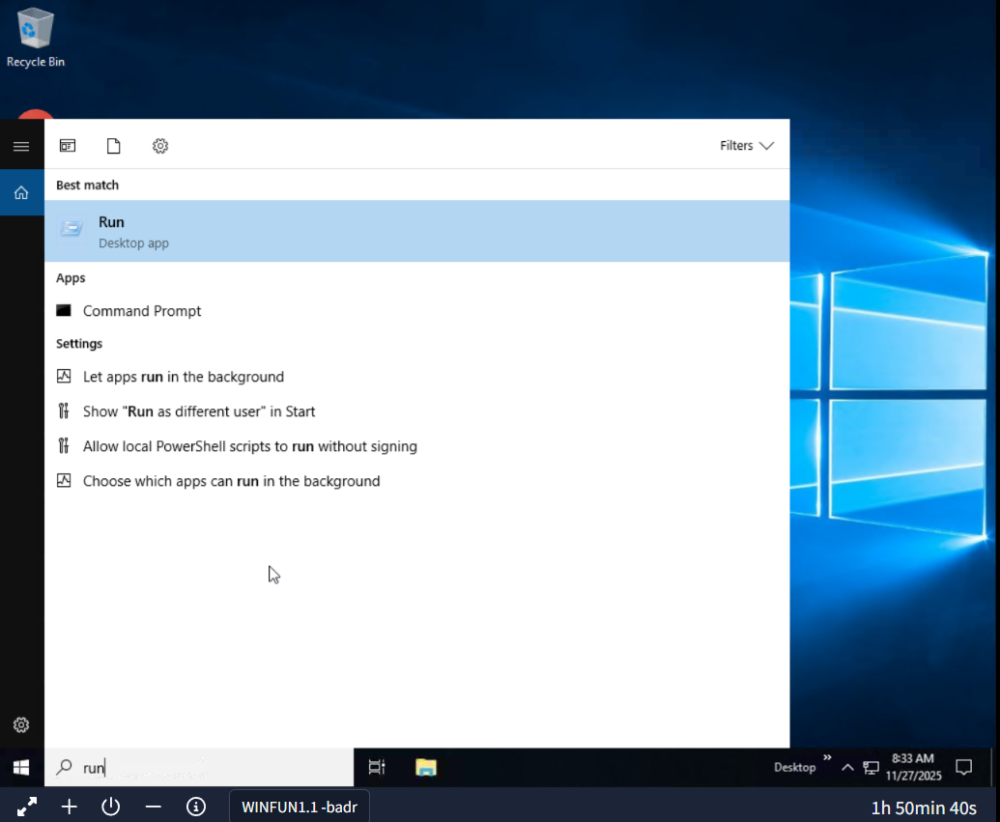 Recycle Bin
Filters
Best match
Run
Desktop app
Apps
Command Prompt
Settings
Let apps run in the background
Show "Run as different user" in Start
Allow local PowerShell scripts to run without signing
Choose which apps can run in the background
run
Desktop
8:33 AM
11/27/2025
WINFUN1.1 -badr
1h 50min 40s